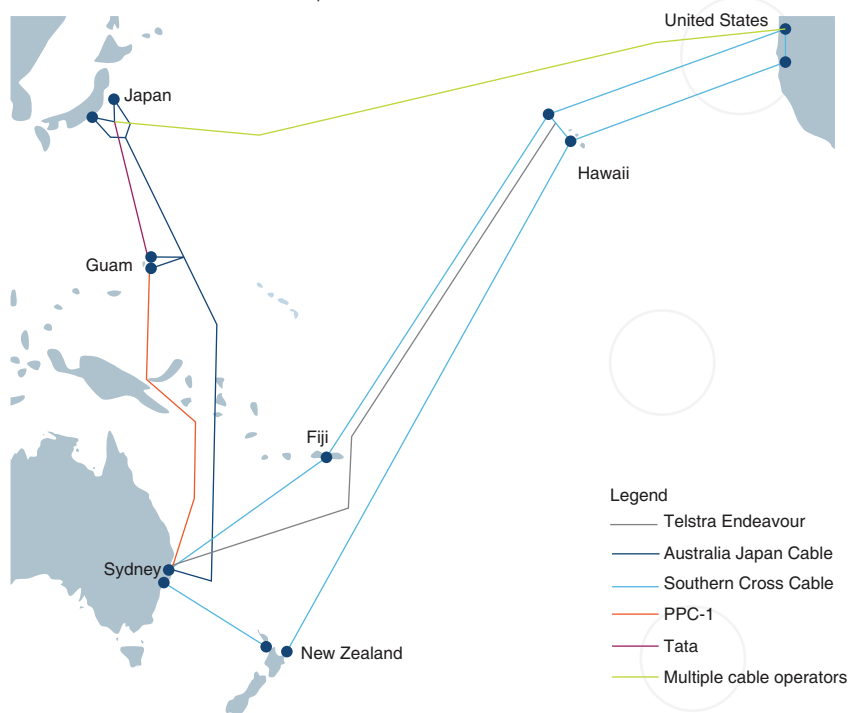 United States
Japan
Hawaii
Guam
Fiji
Sydney
New Zealand
Legend
Telstra Endeavour
Australia Japan Cable
Southern Cross Cable
PPC-1
Tata
Multiple cable operators